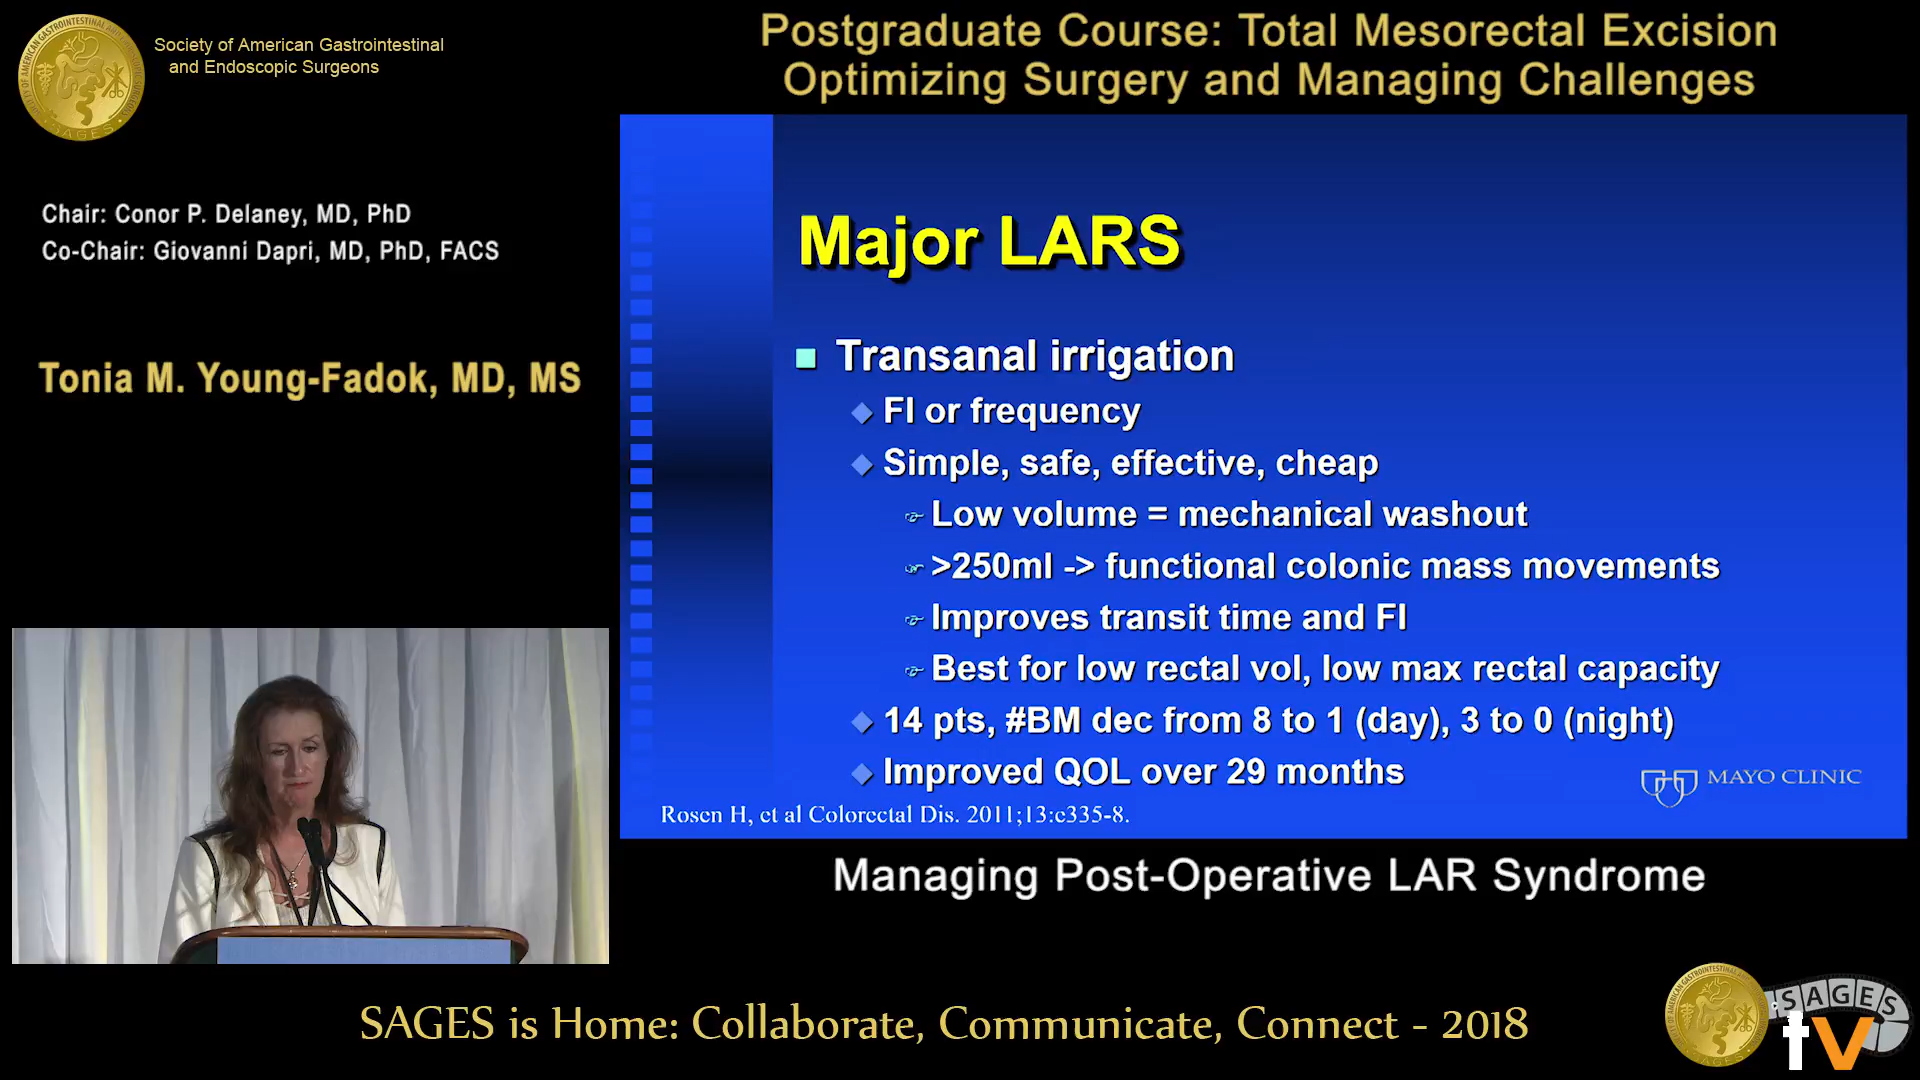 Society of American Gastrointestinal
and Endoscopic Surgeons
Postgraduate Course: Total Mesorectal Excision
Optimizing Surgery and Managing Challenges
Chair: Conor P. Delaney, MD, PhD
Co-Chair: Giovanni Dapri, MD, PhD, FACS
Tonia M. Young-Fadok, MD, MS
Major LARS
Transanal irrigation
FI or frequency
Simple, safe, effective, cheap
Low volume = mechanical washout
>250ml -> functional colonic mass movements
Improves transit time and FI
Best for low rectal vol, low max rectal capacity
14 pts, #BM dec from 8 to 1 (day), 3 to 0 (night)
Improved QOL over 29 months
MAYO CLINIC
Rosen H, et al Colorectal Dis. 2011;13:e335-8.
Managing Post-Operative LAR Syndrome
SAGES is Home: Collaborate, Communicate, Connect - 2018
SAGES
tv